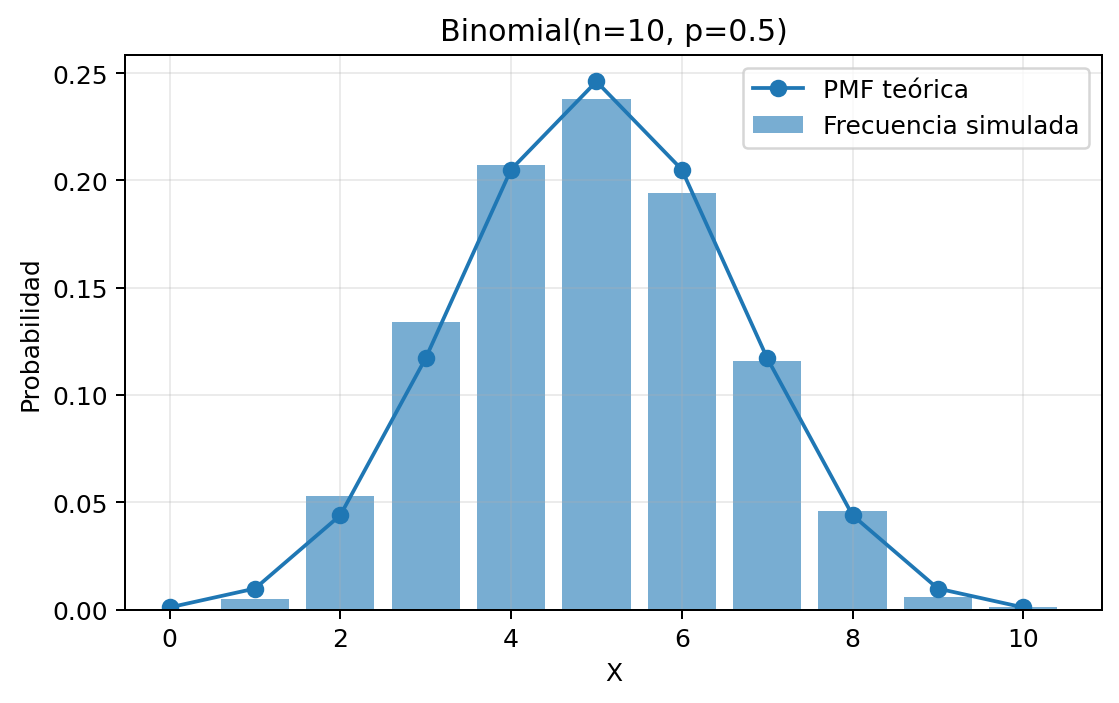 Binomial(n=10, p=0.5)
PMF teórica
Frecuencia simulada
Probabilidad
0.25
0.20
0.15
0.10
0.05
0.00
0 2 4 6 8 10
X